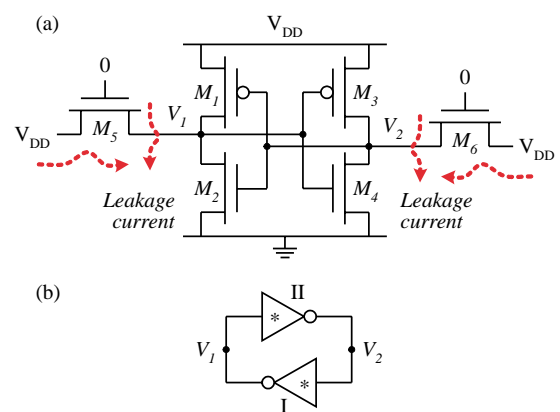 (a)
V_DD
0
M_1
M_3
0
V_1
V_2
V_DD
M_5
M_6
V_DD
M_2
M_4
Leakage current
Leakage current
(b)
II
*
V_1
V_2
*
I